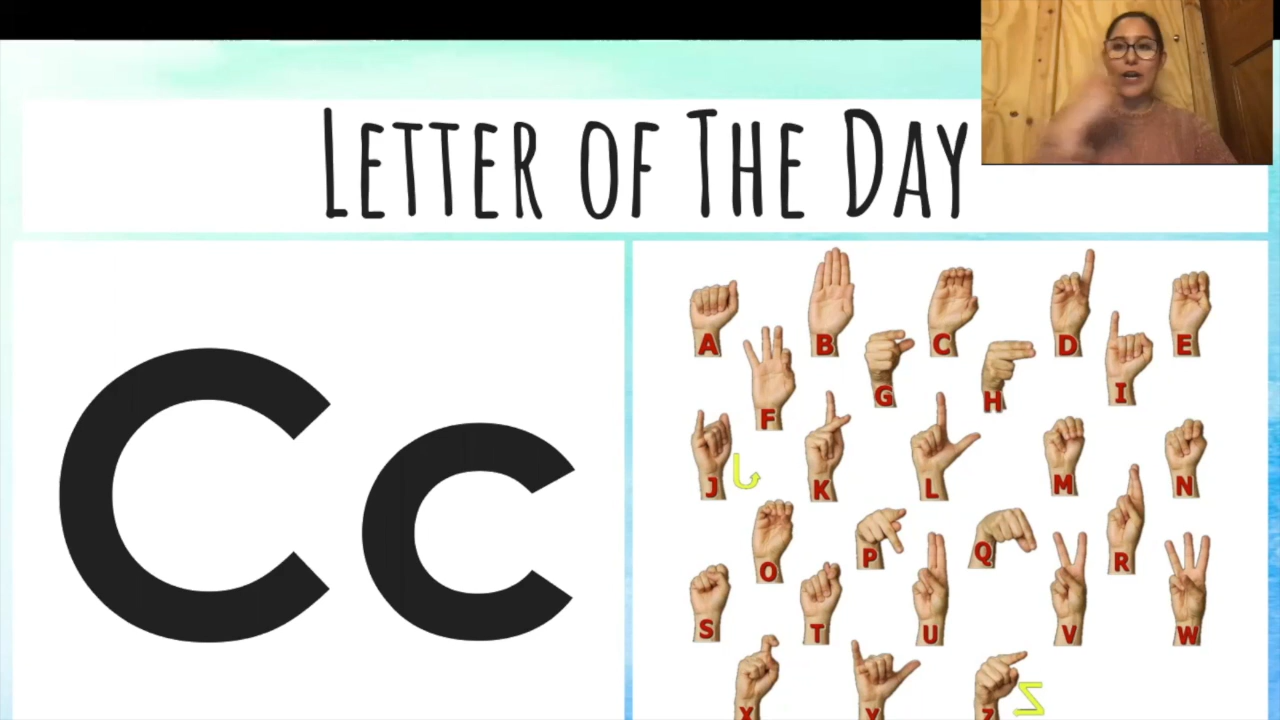 LETTER OF THE DAY
Cc
A B C D E
F G H I
J K L M N
O P Q R
S T U V W
X Y Z